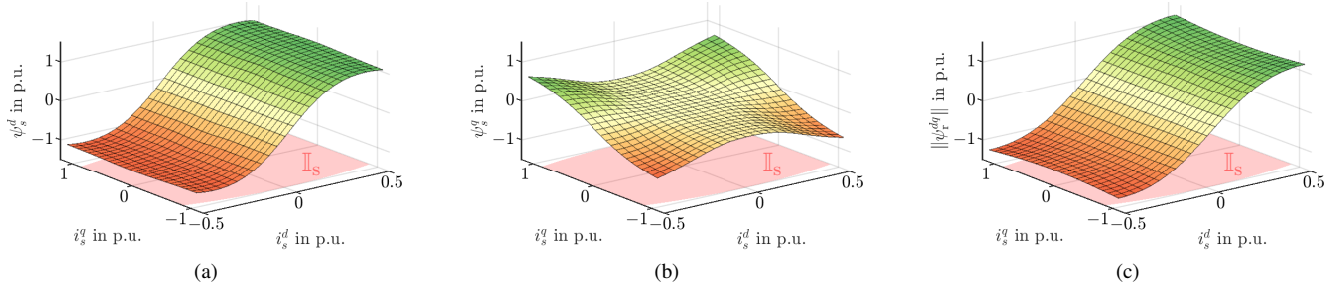 ψ_s^d in p.u.
1
0
−1
1
0
−1
−0.5
0
0.5
𝕀_s
i_s^q in p.u.
i_s^d in p.u.
(a)
ψ_s^q in p.u.
1
0
−1
1
0
−1
−0.5
0
0.5
𝕀_s
i_s^q in p.u.
i_s^d in p.u.
(b)
||ψ_r^{dq}|| in p.u.
1
0
−1
1
0
−1
−0.5
0
0.5
𝕀_s
i_s^q in p.u.
i_s^d in p.u.
(c)